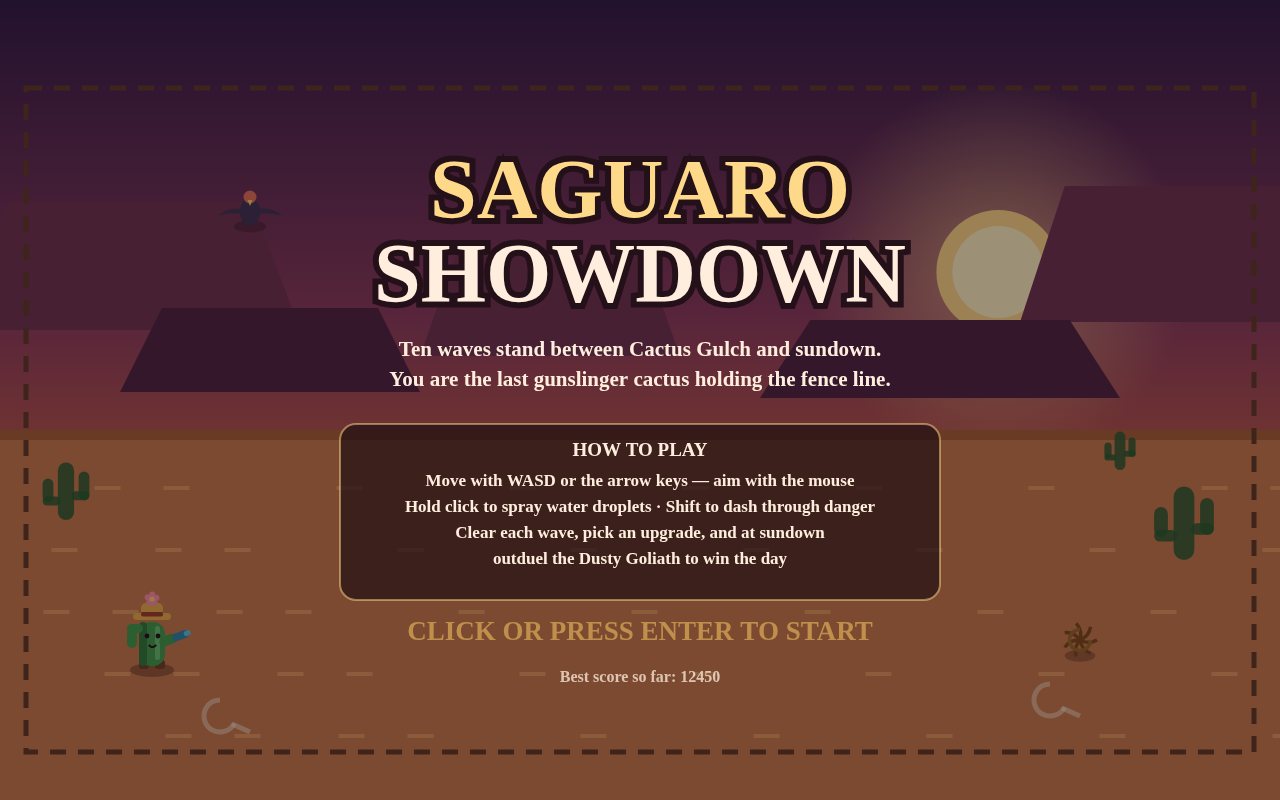 SAGUARO
SHOWDOWN
Ten waves stand between Cactus Gulch and sundown.
You are the last gunslinger cactus holding the fence line.
HOW TO PLAY
Move with WASD or the arrow keys — aim with the mouse
Hold click to spray water droplets · Shift to dash through danger
Clear each wave, pick an upgrade, and at sundown
outduel the Dusty Goliath to win the day
CLICK OR PRESS ENTER TO START
Best score so far: 12450